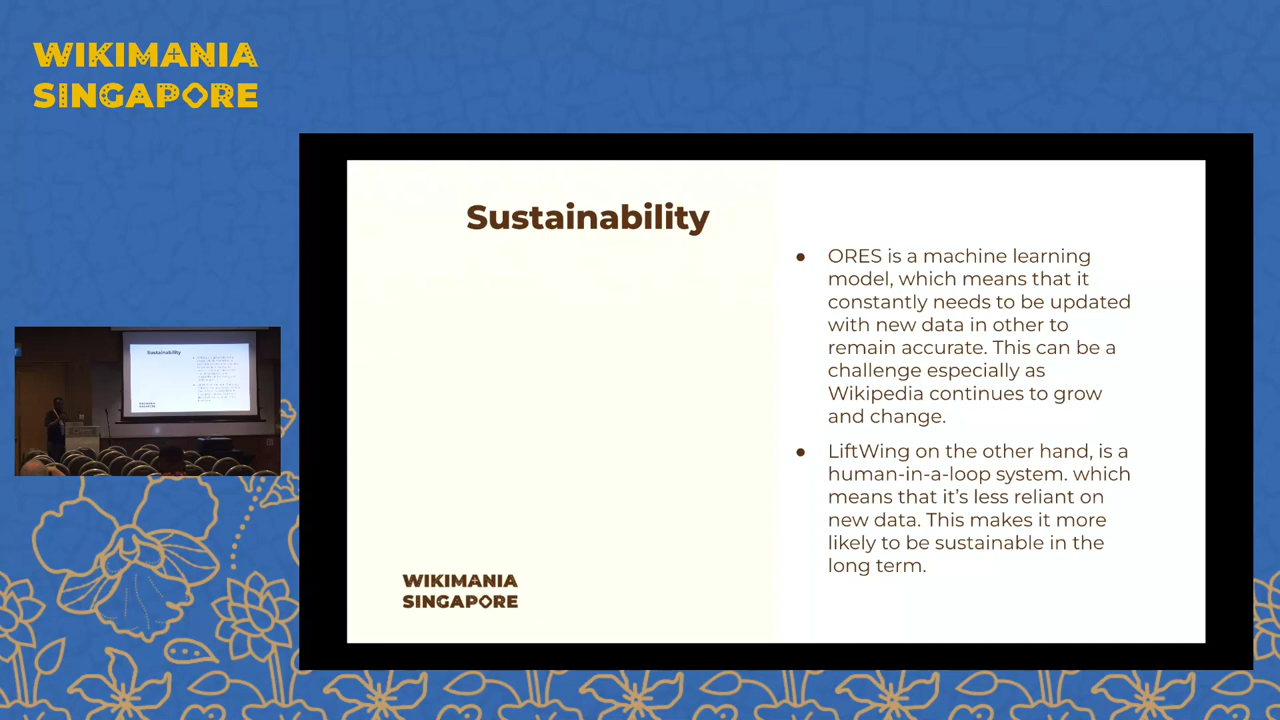 WIKIMANIA
SINGAPORE
Sustainability
● ORES is a machine learning
model, which means that it
constantly needs to be updated
with new data in other to
remain accurate. This can be a
challenge especially as
Wikipedia continues to grow
and change.
● LiftWing on the other hand, is a
human-in-a-loop system. which
means that it's less reliant on
new data. This makes it more
likely to be sustainable in the
long term.
WIKIMANIA
SINGAPORE
Sustainability